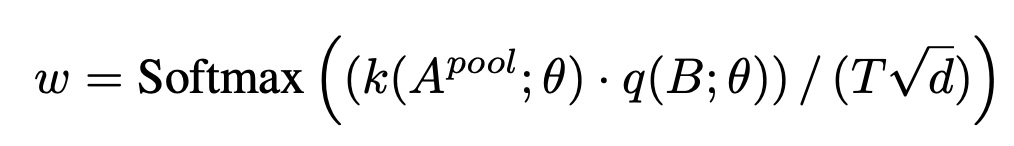 w = Softmax ((k(A^{pool}; θ) · q(B; θ)) / (T√d))